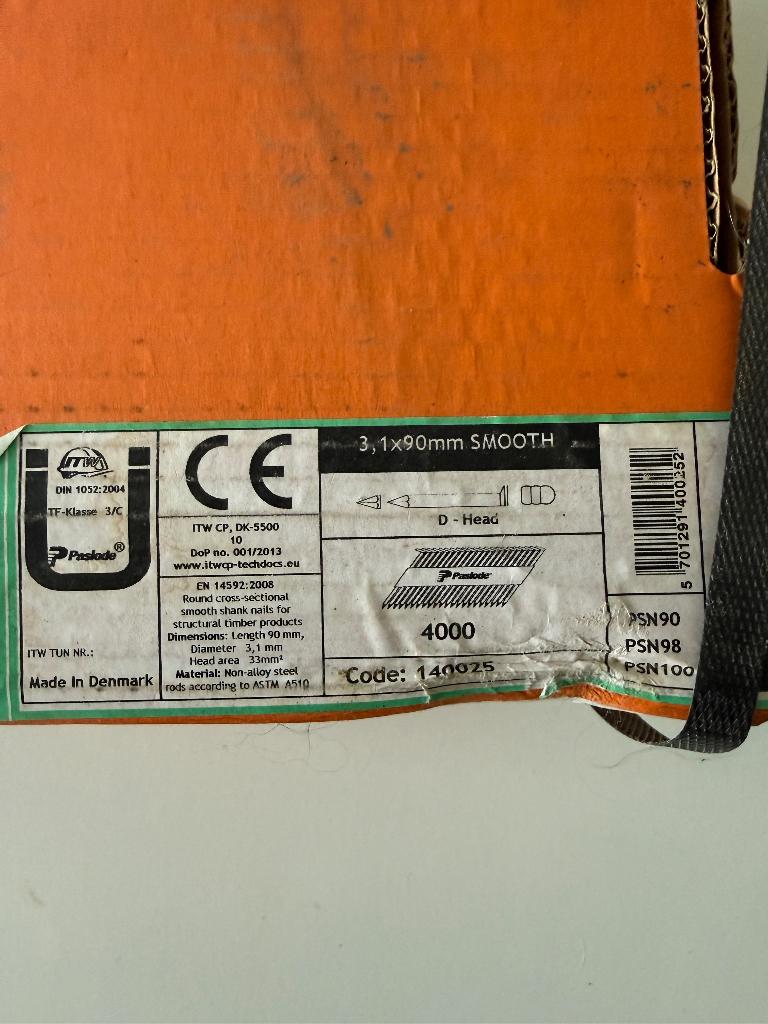 ITW
DIN 1052:2004
TF-Klasse 3/C
Paslode®
ITW TUN NR.:
Made in Denmark
CE
ITW CP, DK-5500
10
DoP no. 001/2013
www.itwcp-techdocs.eu
EN 14592:2008
Round cross-sectional
smooth shank nails for
structural timber products
Dimensions: Length 90 mm,
Diameter 3,1 mm
Head area 33mm²
Material: Non-alloy steel
rods according to ASTM A510
3,1x90mm SMOOTH
D - Head
Paslode®
4000
Code: 140025
5 701291 400252
PSN90
PSN98
PSN100